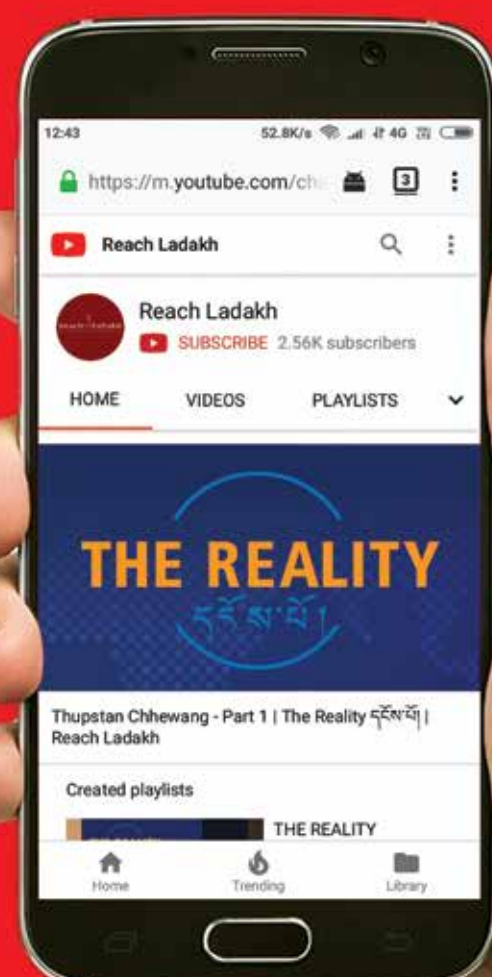 12:43 52.8K/s 4G
https://m.youtube.com/ch 3
Reach Ladakh
Reach Ladakh
SUBSCRIBE 2.56K subscribers
HOME VIDEOS PLAYLISTS
THE REALITY
དངོས་པོ།
Thupstan Chhewang - Part 1 | The Reality དངོས་པོ། |
Reach Ladakh
Created playlists
THE REALITY
Home Trending Library